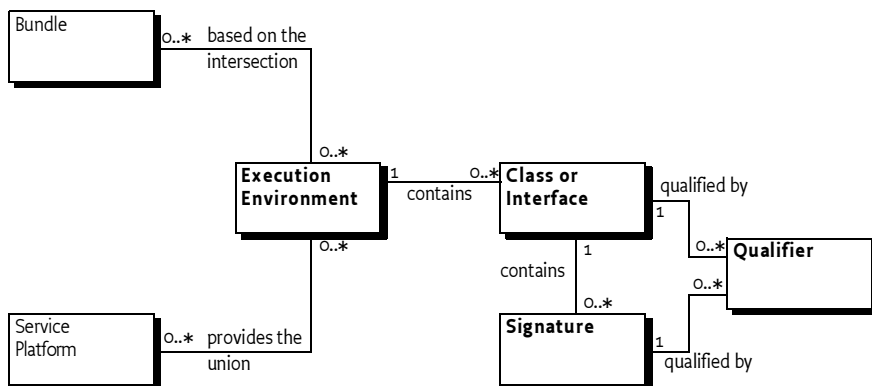 Bundle
0..* based on the
intersection
0..*
Execution
Environment
1
contains
0..*
Class or
Interface
qualified by
1
0..*
Qualifier
0..*
1
contains
0..*
0..*
Signature
1
qualified by
Service
Platform
0..* provides the
union